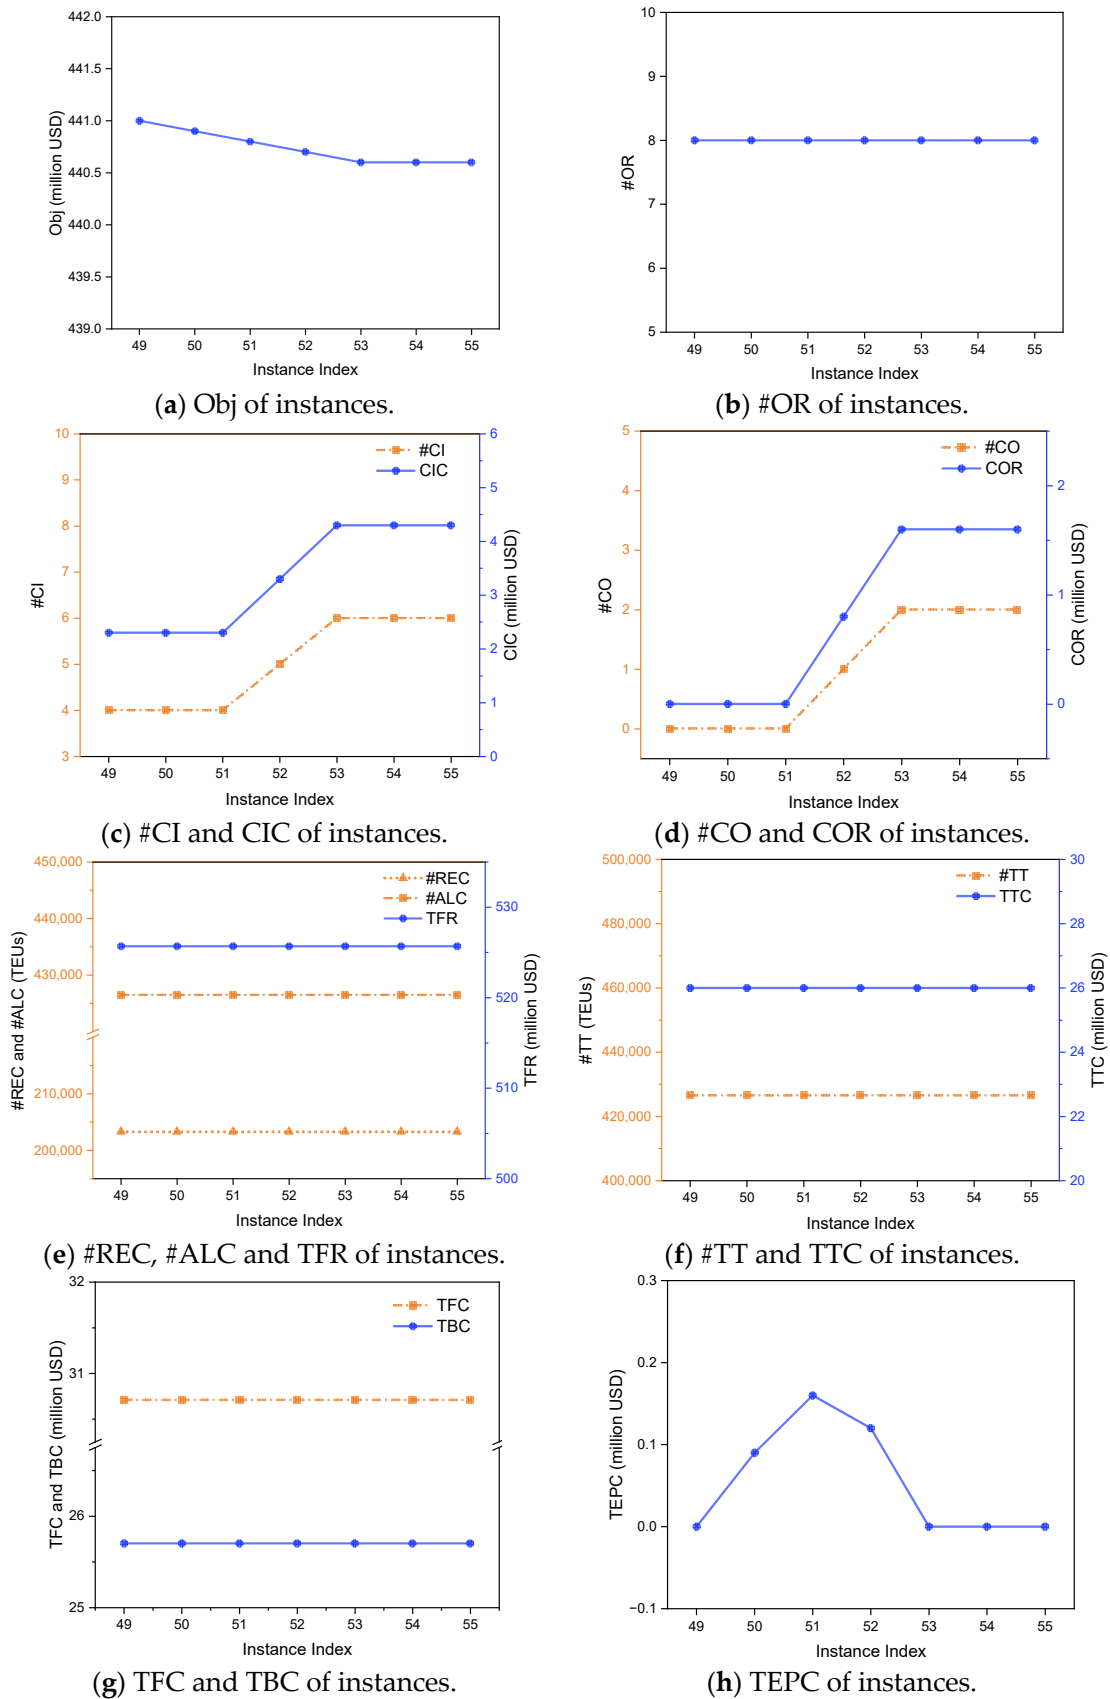 442.0
441.5
441.0
440.5
440.0
439.5
439.0
Obj (million USD)
49 50 51 52 53 54 55
Instance Index
(a) Obj of instances.
10
9
8
7
6
5
#OR
49 50 51 52 53 54 55
Instance Index
(b) #OR of instances.
10
9
8
7
6
5
4
3
#CI
#CI
CIC
6
5
4
3
2
1
0
CIC (million USD)
49 50 51 52 53 54 55
Instance Index
(c) #CI and CIC of instances.
5
4
3
2
1
0
#CO
#CO
COR
2
1
0
COR (million USD)
49 50 51 52 53 54 55
Instance Index
(d) #CO and COR of instances.
450,000
440,000
430,000
210,000
200,000
#REC and #ALC (TEUs)
#REC
#ALC
TFR
530
520
510
500
TFR (million USD)
49 50 51 52 53 54 55
Instance Index
(e) #REC, #ALC and TFR of instances.
500,000
480,000
460,000
440,000
420,000
400,000
#TT (TEUs)
#TT
TTC
30
28
26
24
22
20
TTC (million USD)
49 50 51 52 53 54 55
Instance Index
(f) #TT and TTC of instances.
32
31
26
25
TFC and TBC (million USD)
TFC
TBC
49 50 51 52 53 54 55
Instance Index
(g) TFC and TBC of instances.
0.3
0.2
0.1
0.0
−0.1
TEPC (million USD)
49 50 51 52 53 54 55
Instance Index
(h) TEPC of instances.